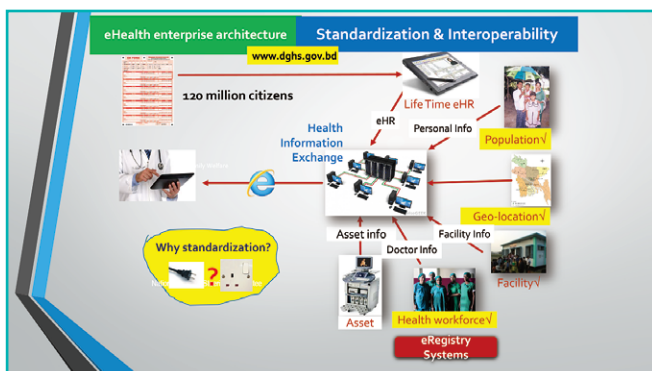 eHealth enterprise architecture
Standardization & Interoperability
www.dghs.gov.bd
120 million citizens
Life Time eHR
eHR
Personal Info
Health
Information
Exchange
Population√
Geo-location√
Why standardization?
?
Asset info
Doctor Info
Facility Info
Facility√
Asset
Health workforce√
eRegistry
Systems